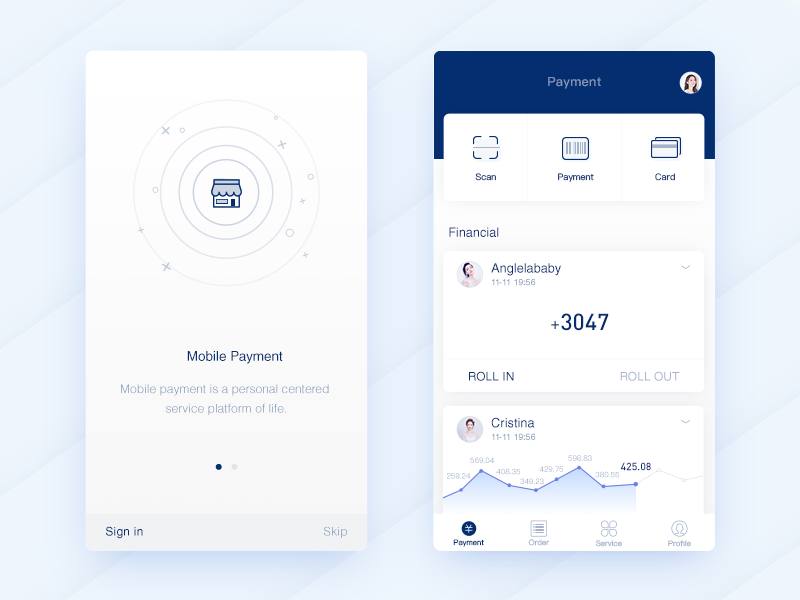 Mobile Payment
Mobile payment is a personal centered
service platform of life.
Sign in
Skip
Payment
Scan
Payment
Card
Financial
Anglelababy
11-11 19:56
+3047
ROLL IN
ROLL OUT
Cristina
11-11 19:56
259.24
569.04
408.35
349.23
429.75
598.83
380.55
425.08
¥
Payment
Order
Service
Profile